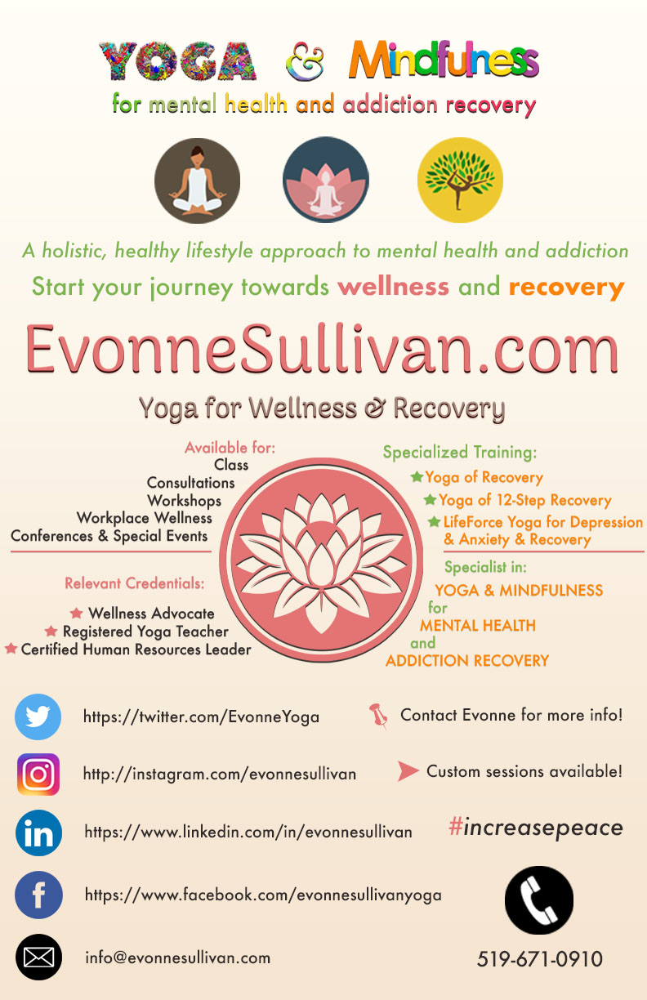 YOGA & Mindfulness
for mental health and addiction recovery
A holistic, healthy lifestyle approach to mental health and addiction
Start your journey towards wellness and recovery
EvonneSullivan.com
Yoga for Wellness & Recovery
Available for:
Class
Consultations
Workshops
Workplace Wellness
Conferences & Special Events
Relevant Credentials:
Wellness Advocate
Registered Yoga Teacher
Certified Human Resources Leader
Specialized Training:
Yoga of Recovery
Yoga of 12-Step Recovery
LifeForce Yoga for Depression
& Anxiety & Recovery
Specialist in:
YOGA & MINDFULNESS
for
MENTAL HEALTH
and
ADDICTION RECOVERY
https://twitter.com/EvonneYoga
http://instagram.com/evonnesullivan
https://www.linkedin.com/in/evonnesullivan
https://www.facebook.com/evonnesullivanyoga
info@evonnesullivan.com
Contact Evonne for more info!
Custom sessions available!
#increasepeace
519-671-0910